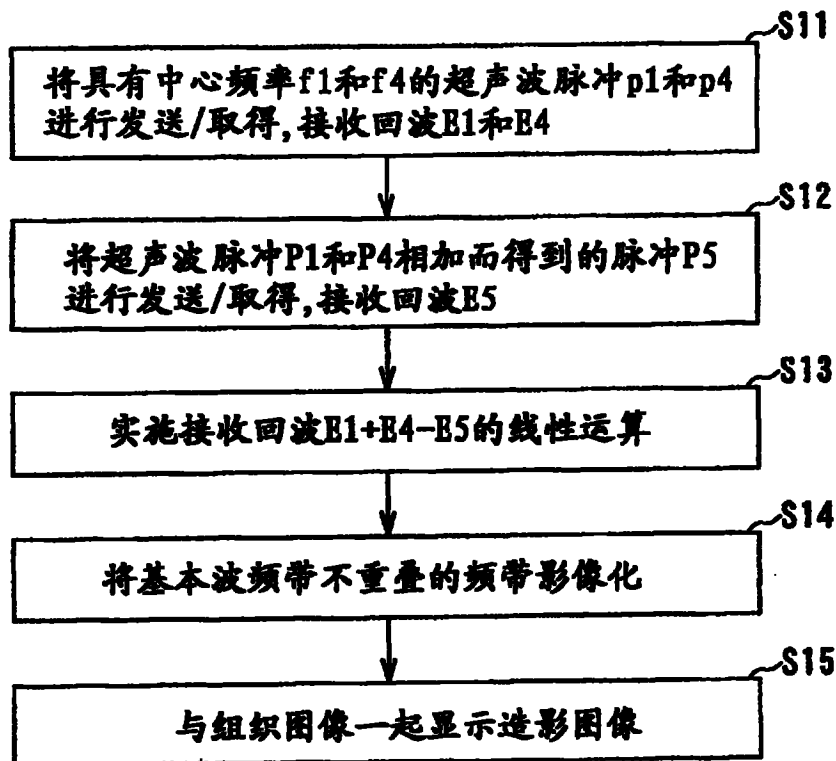 S11
将具有中心频率f1和f4的超声波脉冲p1和p4
进行发送/取得,接收回波E1和E4
S12
将超声波脉冲P1和P4相加而得到的脉冲P5
进行发送/取得,接收回波E5
S13
实施接收回波E1+E4-E5的线性运算
S14
将基本波频带不重叠的频带影像化
S15
与组织图像一起显示造影图像